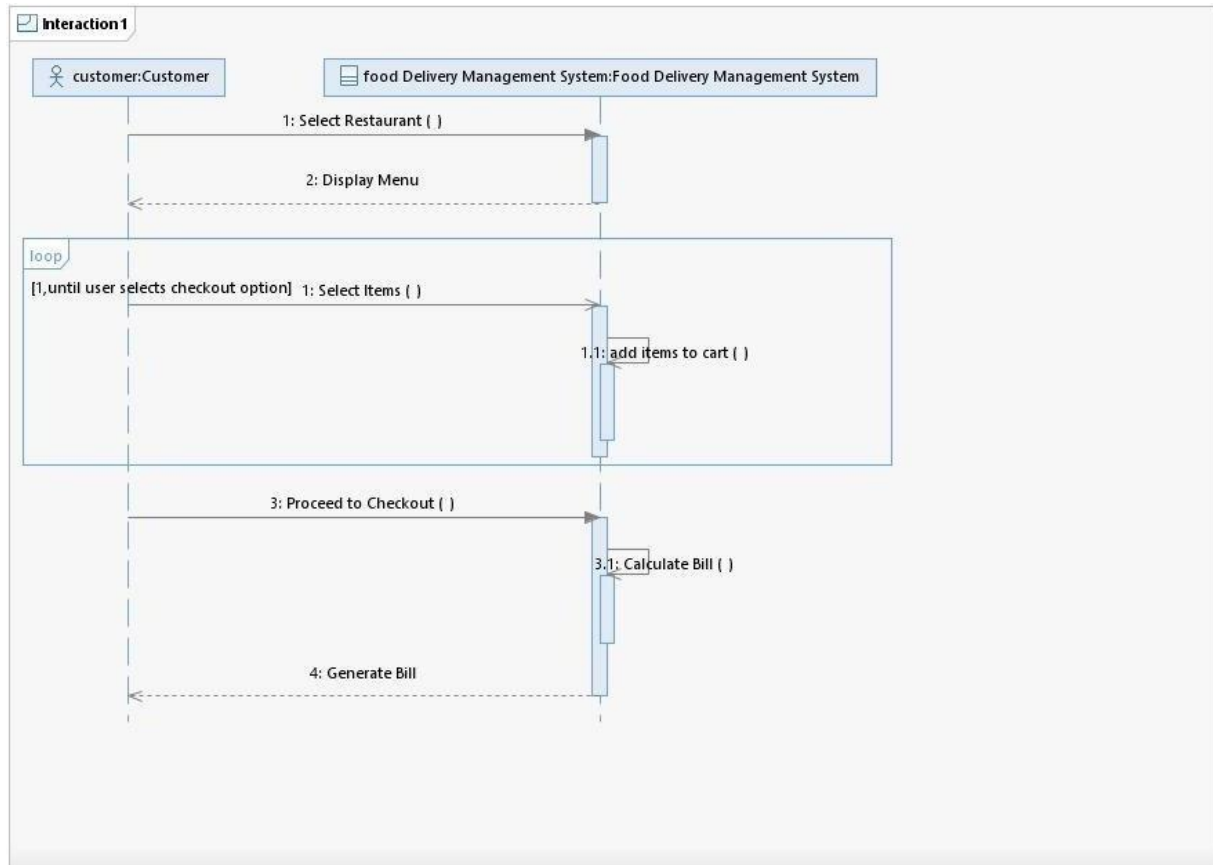 Interaction1
customer:Customer
food Delivery Management System:Food Delivery Management System
1: Select Restaurant ( )
2: Display Menu
loop
[1,until user selects checkout option]
1: Select Items ( )
1.1: add items to cart ( )
3: Proceed to Checkout ( )
3.1: Calculate Bill ( )
4: Generate Bill